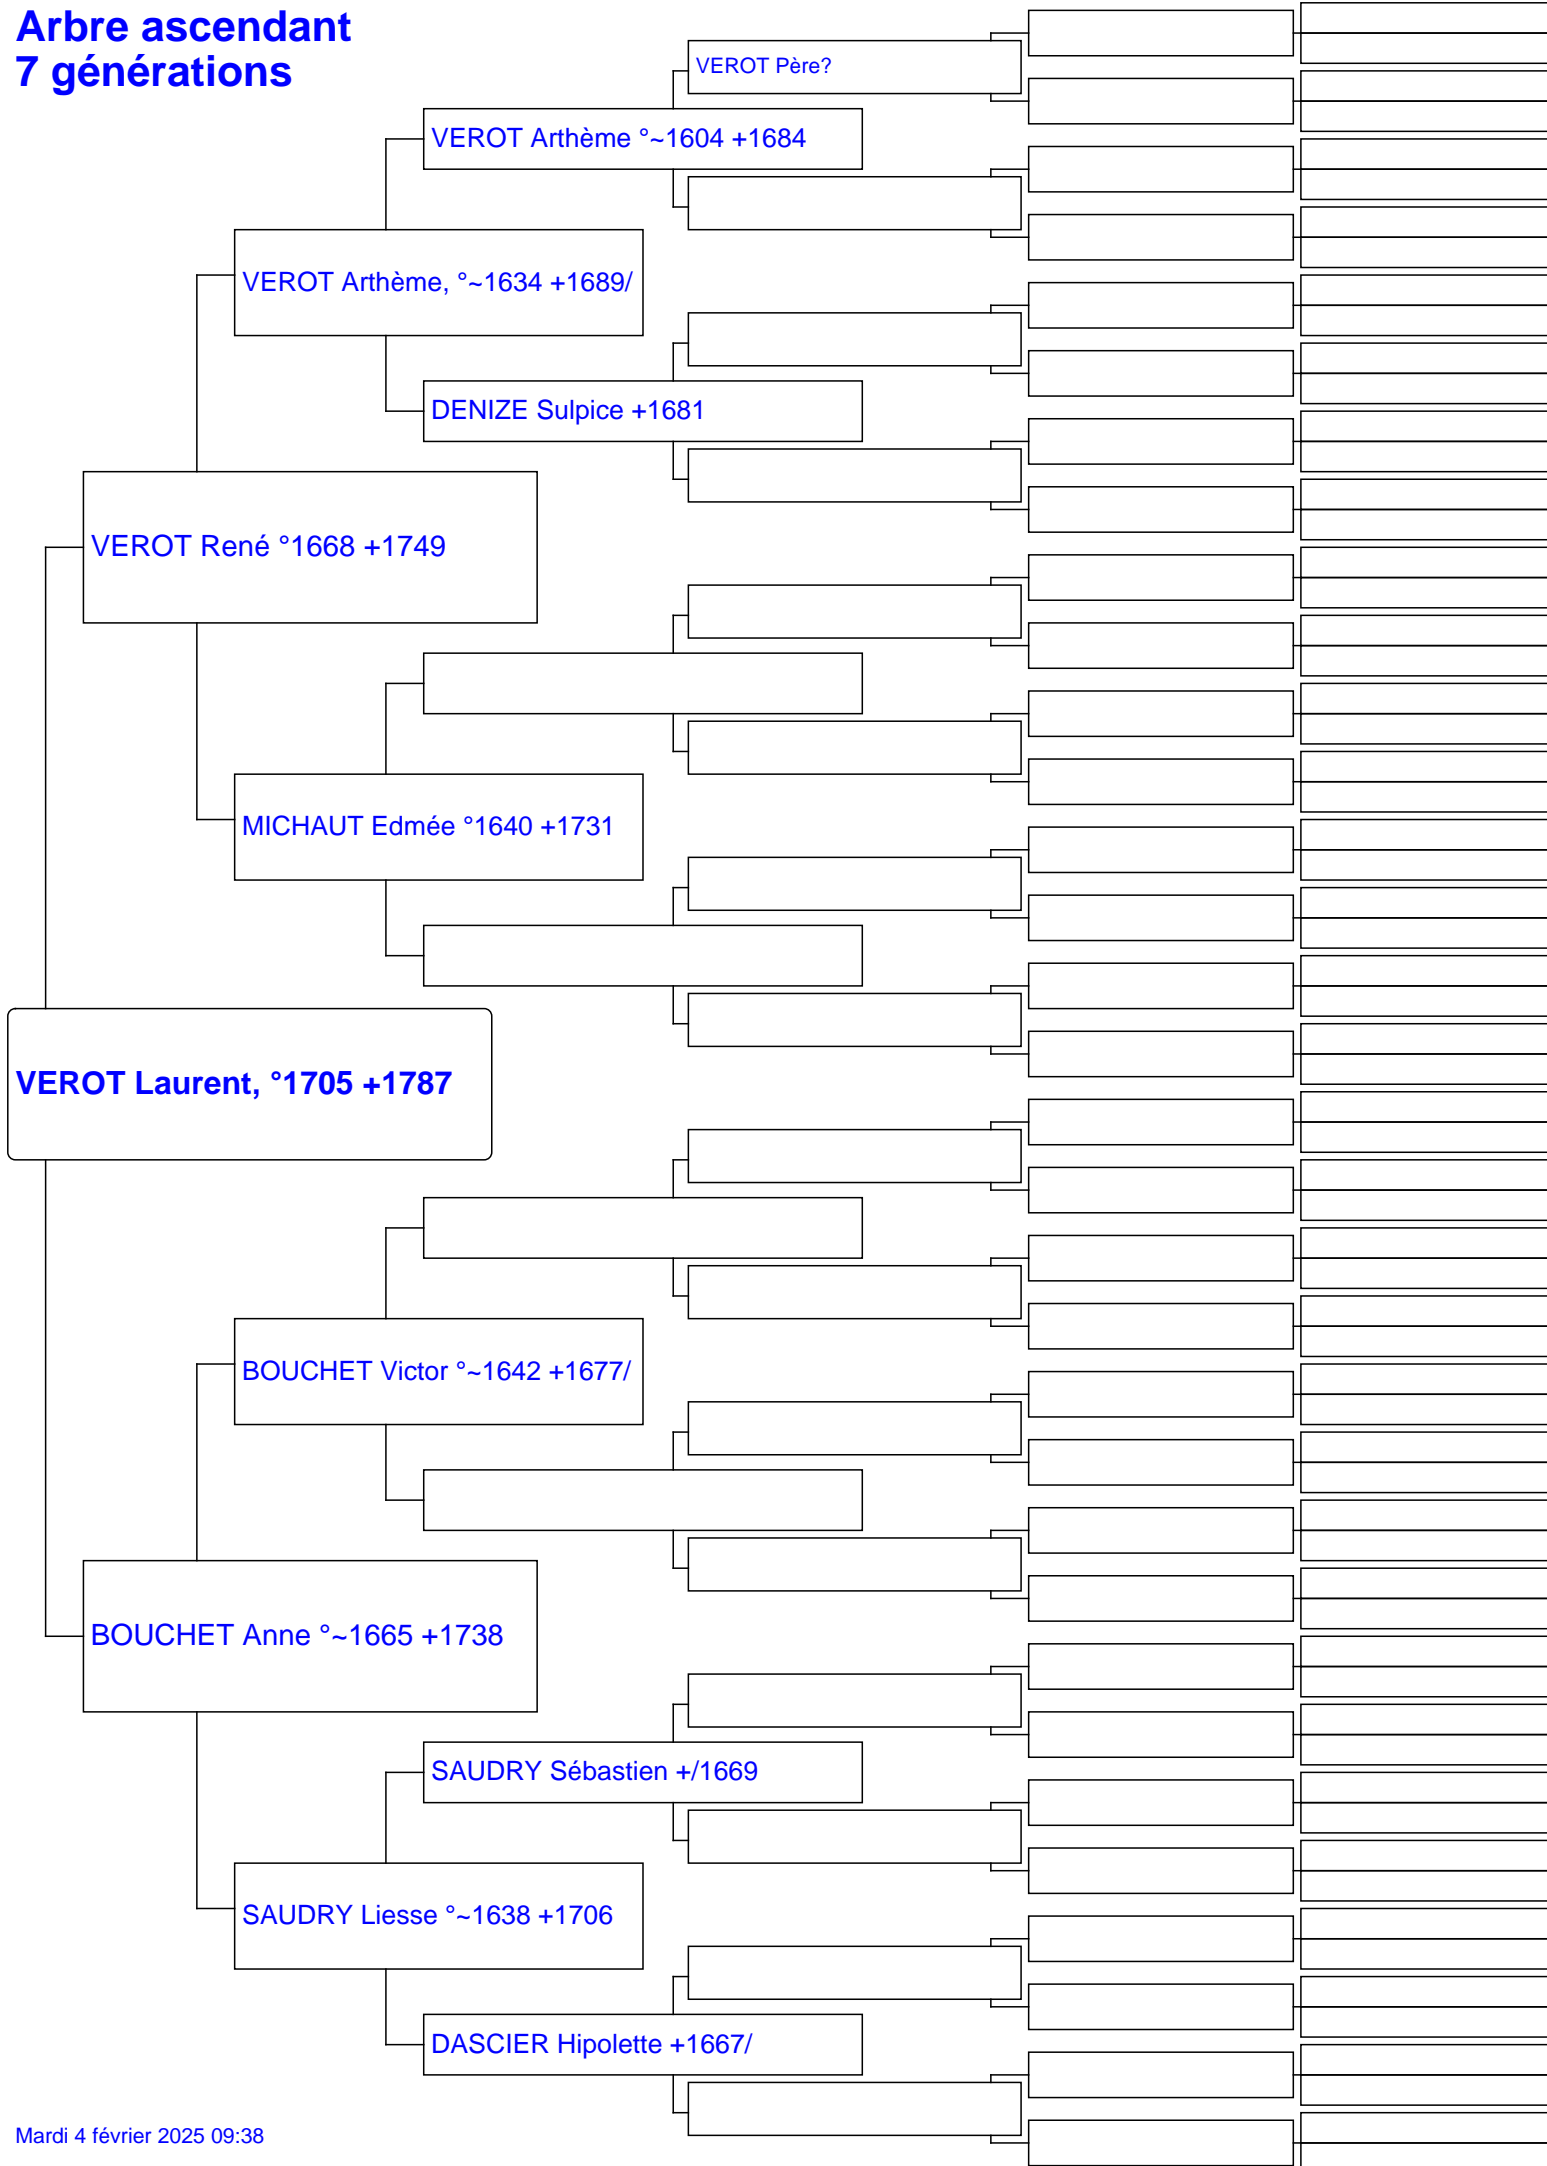 Arbre ascendant
7 générations
VEROT Père?
VEROT Arthème °~1604 +1684
VEROT Arthème, °~1634 +1689/
DENIZE Sulpice +1681
VEROT René °1668 +1749
MICHAUT Edmée °1640 +1731
VEROT Laurent, °1705 +1787
BOUCHET Victor °~1642 +1677/
BOUCHET Anne °~1665 +1738
SAUDRY Sébastien +/1669
SAUDRY Liesse °~1638 +1706
DASCIER Hipolette +1667/
Mardi 4 février 2025 09:38